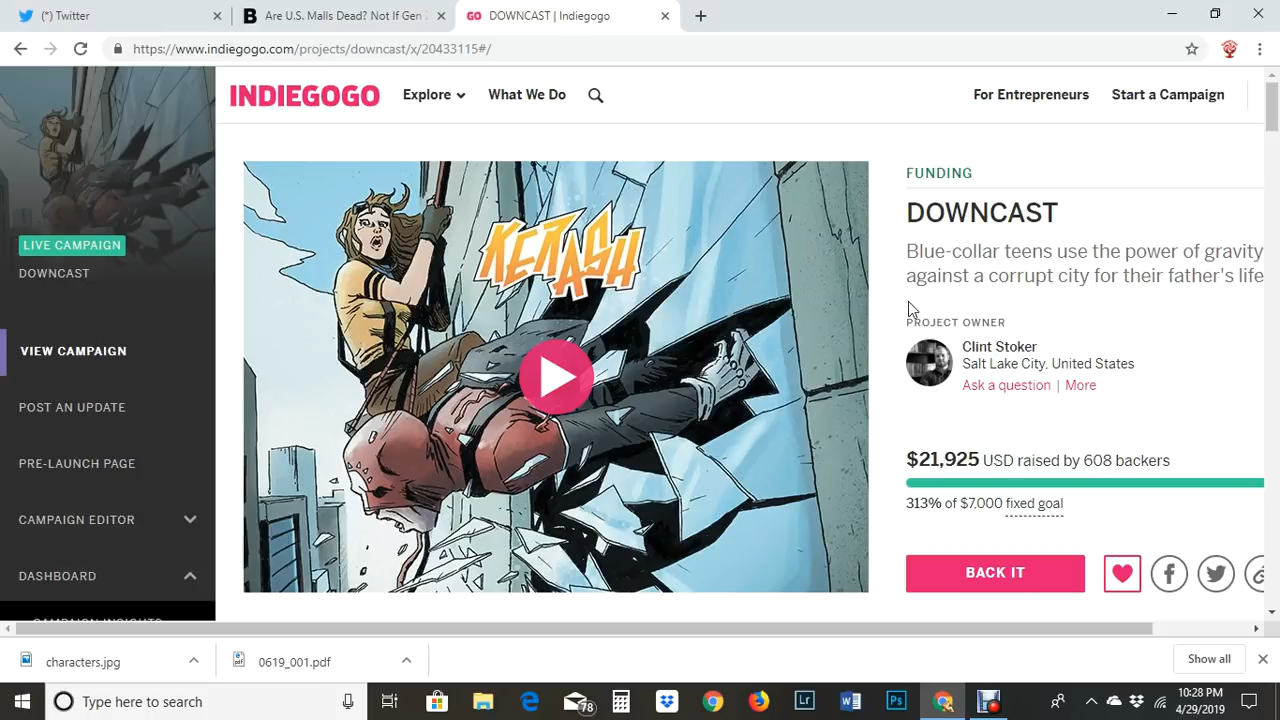 (*) Twitter
Are U.S. Malls Dead? Not If Gen
GO DOWNCAST | Indiegogo
https://www.indiegogo.com/projects/downcast/x/20433115#/
INDIEGOGO
Explore
What We Do
For Entrepreneurs
Start a Campaign
LIVE CAMPAIGN
DOWNCAST
VIEW CAMPAIGN
POST AN UPDATE
PRE-LAUNCH PAGE
CAMPAIGN EDITOR
DASHBOARD
CAMPAIGN INSIGHTS
KERASH
FUNDING
DOWNCAST
Blue-collar teens use the power of gravity
against a corrupt city for their father's life
PROJECT OWNER
Clint Stoker
Salt Lake City, United States
Ask a question | More
$21,925 USD raised by 608 backers
313% of $7,000 fixed goal
BACK IT
characters.jpg
0619_001.pdf
Show all
Type here to search
78
Lr
Ps
10:28 PM
4/29/2019